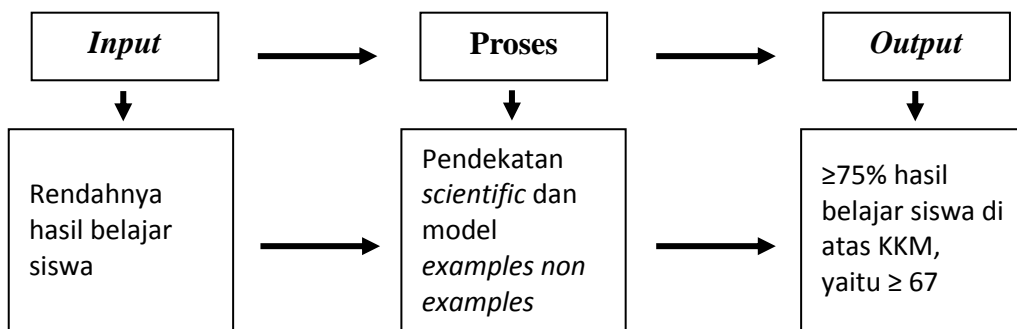 Input
Proses
Output
Rendahnya
hasil belajar
siswa
Pendekatan
scientific dan
model
examples non
examples
≥75% hasil
belajar siswa di
atas KKM,
yaitu ≥ 67